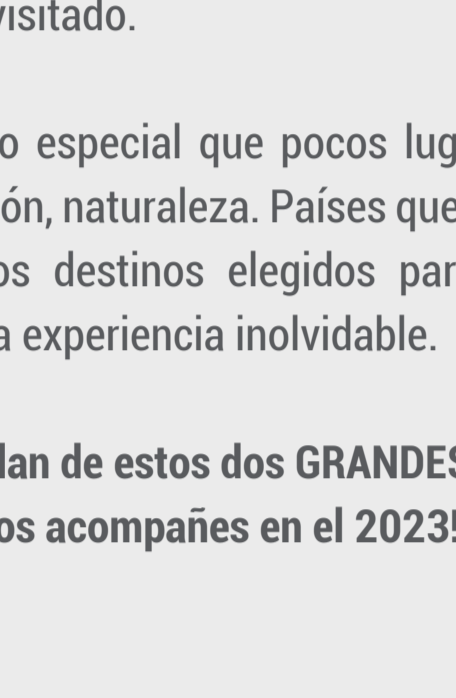 visitado.
o especial que pocos lug
ón, naturaleza. Países que
os destinos elegidos par
a experiencia inolvidable.
lan de estos dos GRANDES
os acompañes en el 2023!